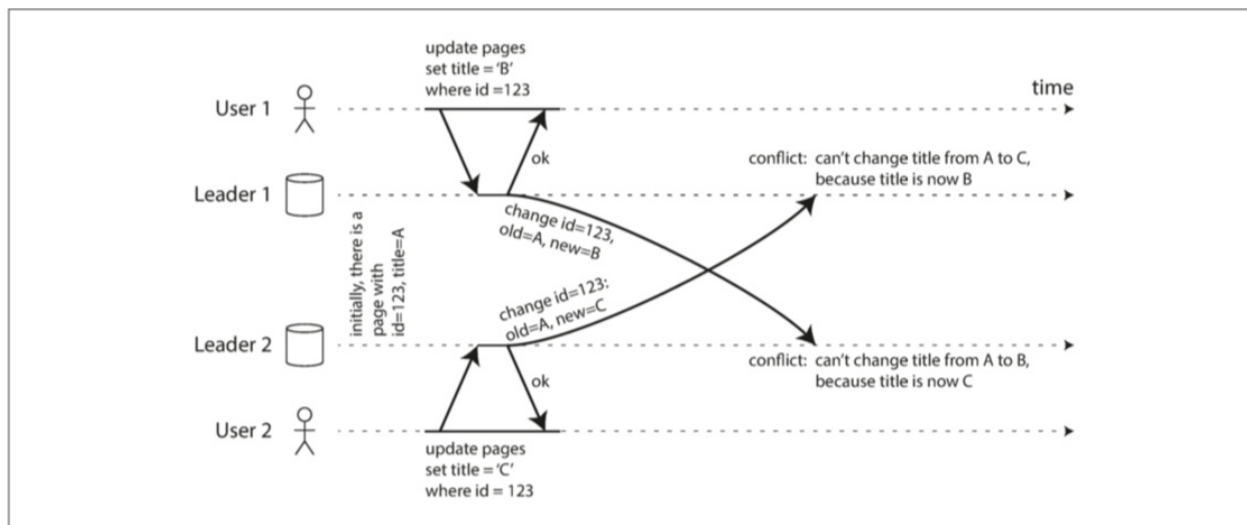 update pages
set title = ‘B’
where id =123
time
User 1
ok
conflict: can’t change title from A to C,
because title is now B
Leader 1
change id=123,
old=A, new=B
initially, there is a
page with
id=123, title=A
change id=123:
old=A, new=C
Leader 2
conflict: can’t change title from A to B,
because title is now C
ok
User 2
update pages
set title = ‘C’
where id = 123